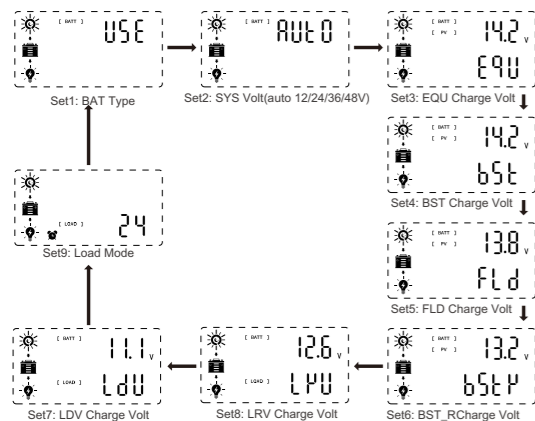 [ BATT ]
USE
Set1: BAT Type
[ BATT ]
AUtO
Set2: SYS Volt(auto 12/24/36/48V)
[ BATT ]
[ PV ]
14.2 v
EqU
Set3: EQU Charge Volt
[ BATT ]
[ PV ]
14.2 v
bSt
Set4: BST Charge Volt
[ BATT ]
[ PV ]
13.8 v
FLd
Set5: FLD Charge Volt
[ BATT ]
[ PV ]
13.2 v
bStr
Set6: BST_RCharge Volt
[ BATT ]
12.6 v
[ LOAD ]
LrU
Set8: LRV Charge Volt
[ BATT ]
11.1 v
[ LOAD ]
LdU
Set7: LDV Charge Volt
[ LOAD ]
24
Set9: Load Mode